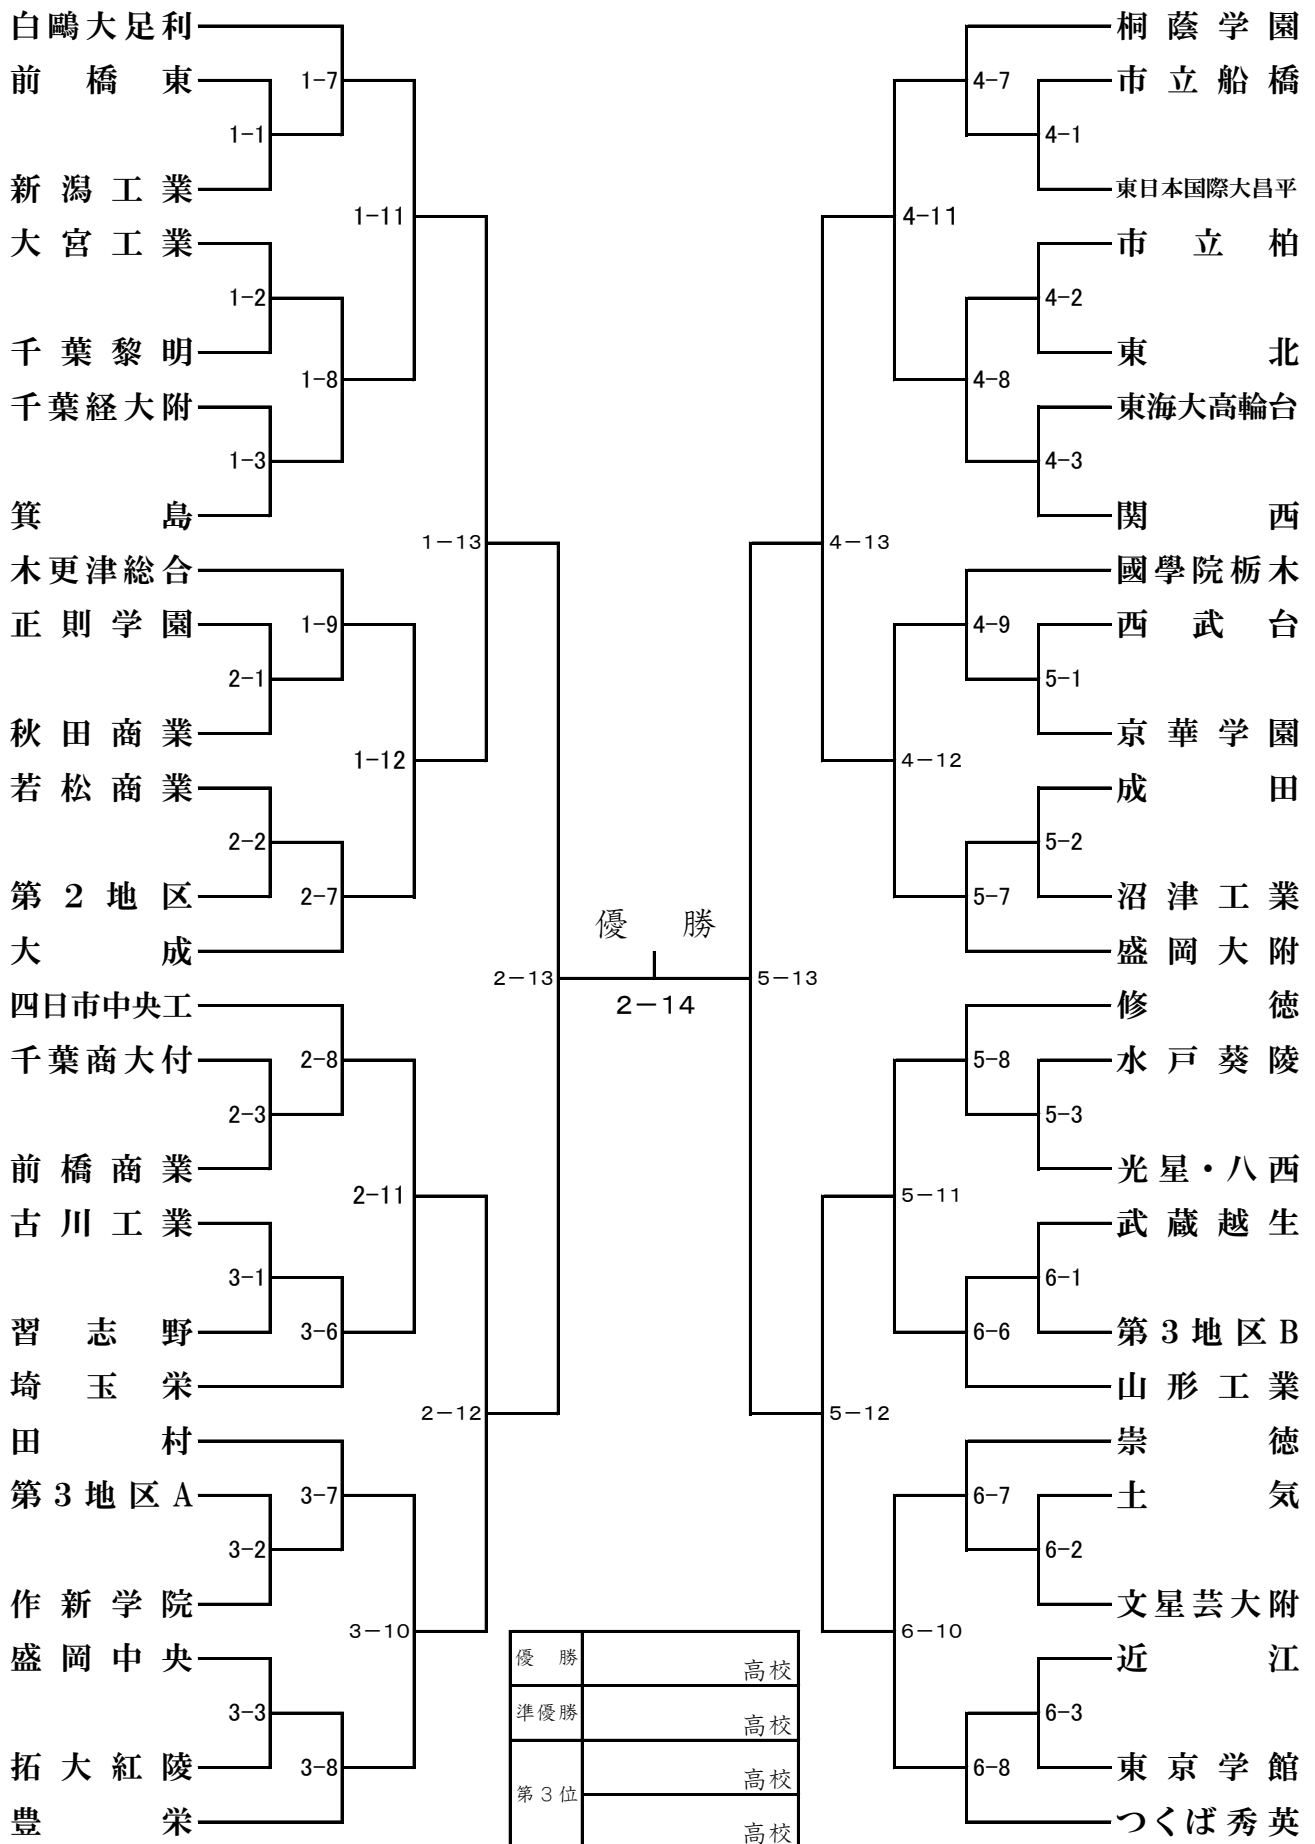 白鷗大足利
前橋東
1-7
1-1
新潟工業
1-11
大宮工業
1-2
千葉黎明
1-8
千葉経大附
1-3
箕島
1－13
木更津総合
正則学園
1-9
2-1
秋田商業
1-12
若松商業
2-2
第２地区
2-7
大成
2－13
四日市中央工
千葉商大付
2-8
2-3
前橋商業
2-11
古川工業
3-1
習志野
3-6
埼玉栄
2－12
田村
第３地区A
3-7
3-2
作新学院
3－10
盛岡中央
3-3
拓大紅陵
3-8
豊栄
優勝
2－14
桐蔭学園
4-7
市立船橋
4-1
東日本国際大昌平
4-11
市立柏
4-2
東北
4-8
東海大高輪台
4-3
関西
4－13
國學院栃木
4-9
西武台
5-1
京華学園
4－12
成田
5-2
5-7
沼津工業
盛岡大附
5－13
修徳
5-8
水戸葵陵
5-3
光星・八西
5－11
武蔵越生
6-1
6-6
第３地区B
山形工業
5－12
崇徳
6-7
土気
6-2
文星芸大附
6－10
近江
6-3
6-8
東京学館
つくば秀英
優勝 高校
準優勝 高校
第３位 高校
高校